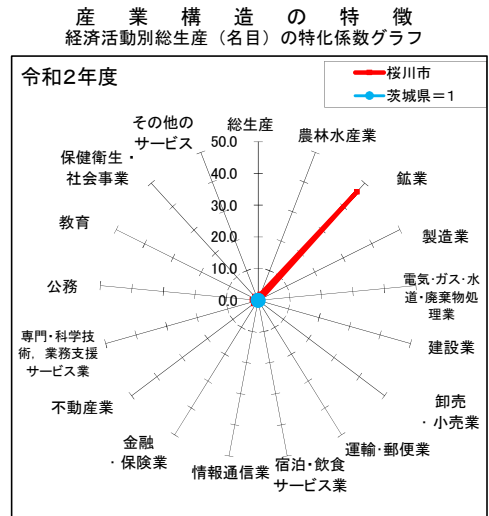 産業構造の特徴
経済活動別総生産（名目）の特化係数グラフ
令和2年度
桜川市
茨城県＝1
総生産
農林水産業
鉱業
製造業
電気･ガス･水
道･廃棄物処
理業
建設業
卸売
・小売業
運輸･郵便業
宿泊・飲食
サービス業
情報通信業
金融
・保険業
不動産業
専門・科学技
術，業務支援
サービス業
公務
教育
保健衛生・
社会事業
その他の
サービス
50.0
40.0
30.0
20.0
10.0
0.0